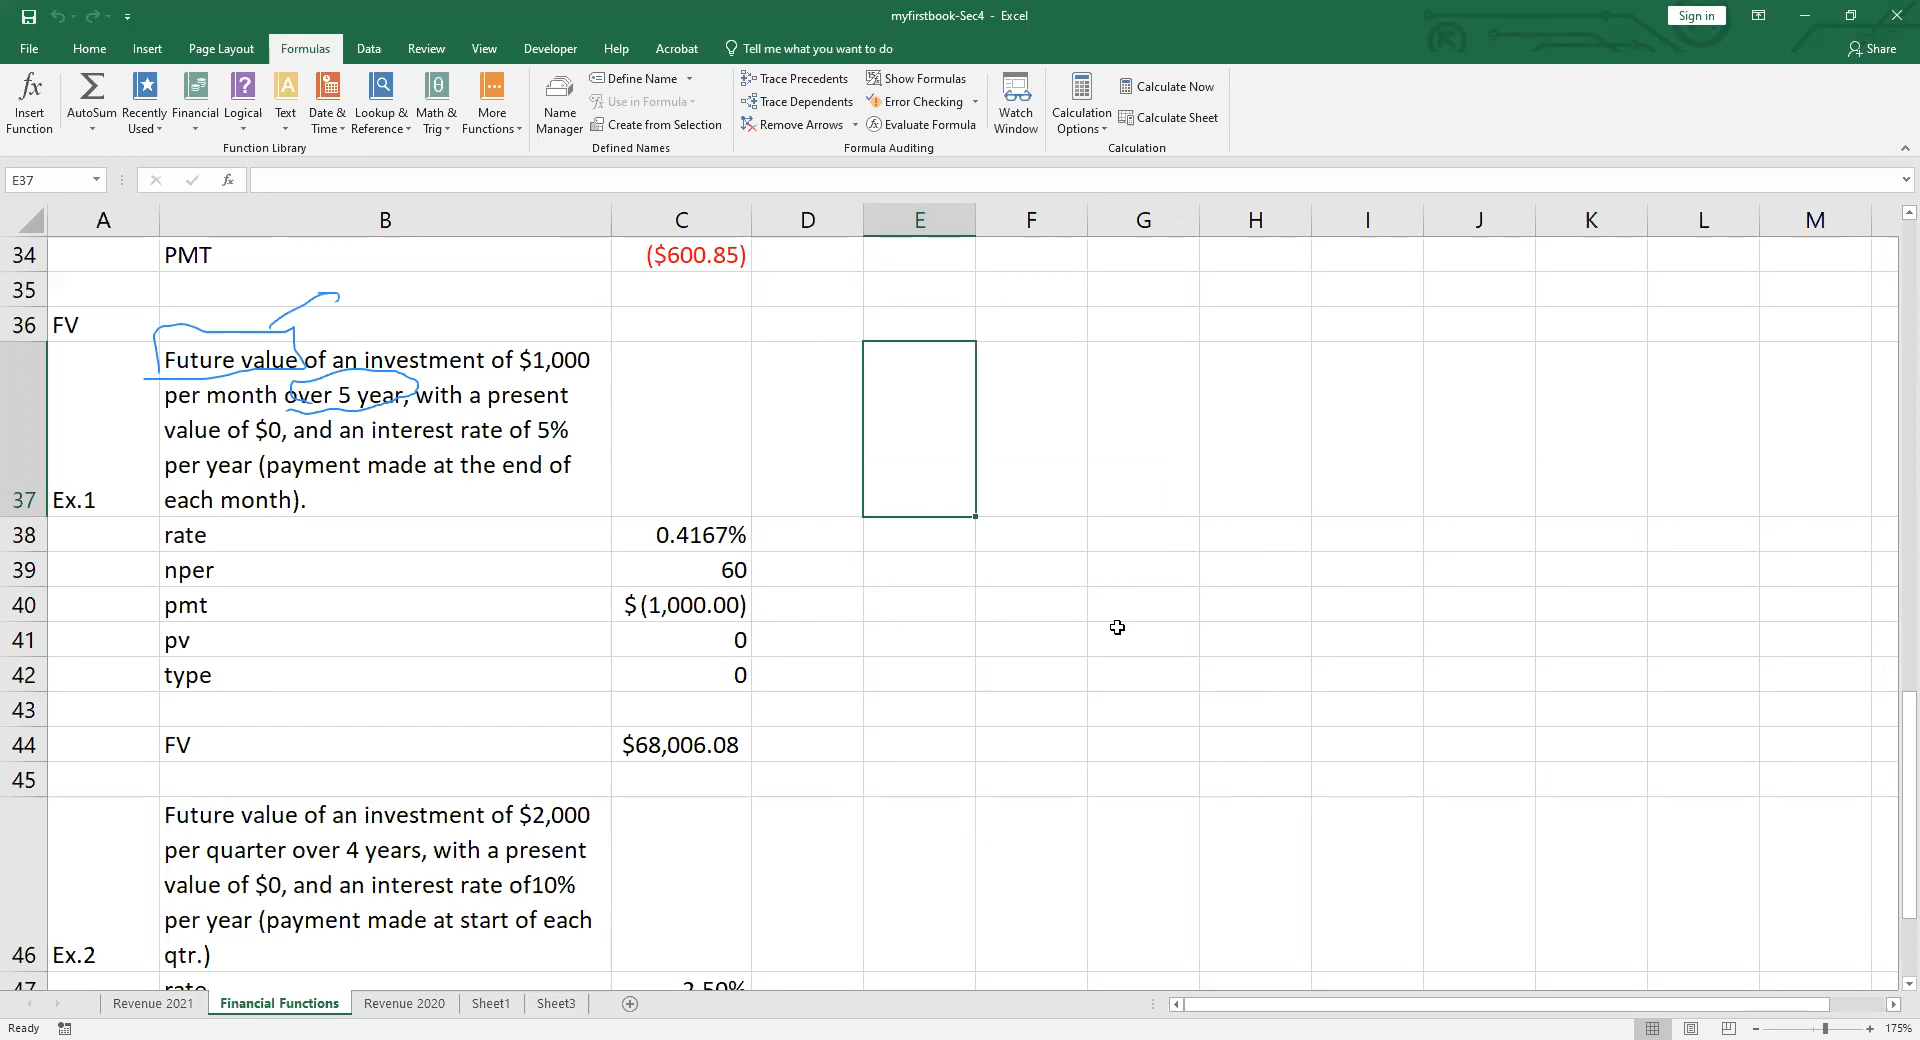 myfirstbook-Sec4 - Excel
Sign in
File Home Insert Page Layout Formulas Data Review View Developer Help Acrobat Tell me what you want to do
Share
Insert Function
AutoSum
Recently Used
Financial
Logical
Text
Date & Time
Lookup & Reference
Math & Trig
More Functions
Function Library
Name Manager
Define Name
Use in Formula
Create from Selection
Defined Names
Trace Precedents
Trace Dependents
Remove Arrows
Show Formulas
Error Checking
Evaluate Formula
Formula Auditing
Watch Window
Calculation Options
Calculate Now
Calculate Sheet
Calculation
E37
fx
A B C D E F G H I J K L M
34 PMT ($600.85)
35
36 FV
Future value of an investment of $1,000
per month over 5 year, with a present
value of $0, and an interest rate of 5%
per year (payment made at the end of
37 Ex.1 each month).
38 rate 0.4167%
39 nper 60
40 pmt $ (1,000.00)
41 pv 0
42 type 0
43
44 FV $68,006.08
45
Future value of an investment of $2,000
per quarter over 4 years, with a present
value of $0, and an interest rate of10%
per year (payment made at start of each
46 Ex.2 qtr.)
47 rate 2.50%
Revenue 2021 Financial Functions Revenue 2020 Sheet1 Sheet3
Ready
175%